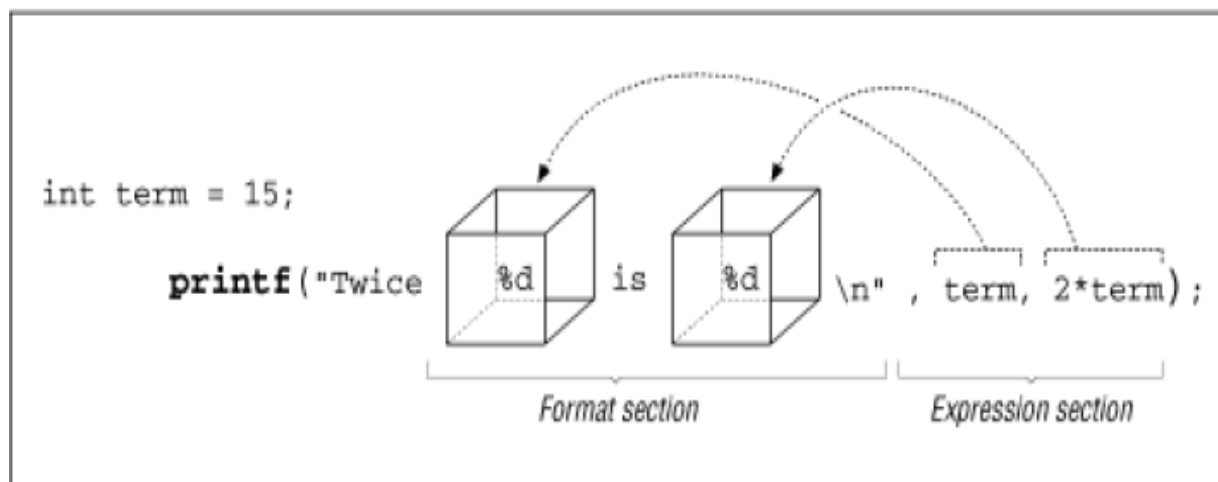 int term = 15;
printf("Twice %d is %d \n" , term, 2*term);
Format section
Expression section